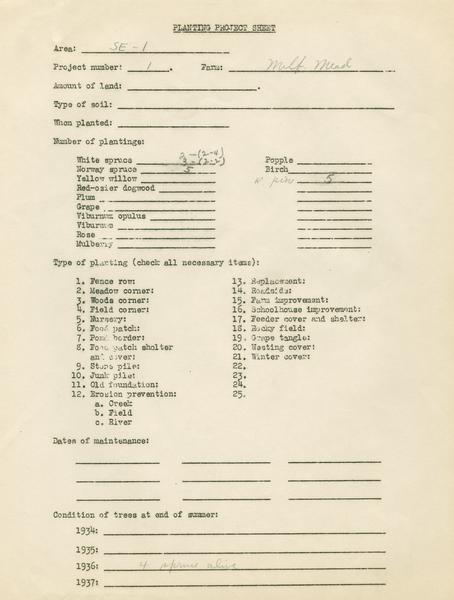 PLANTING PROJECT SHEET
Area: SE-1
Project number: 1. Farm: Milt Mead
Amount of land: .
Type of soil:
When planted:
Number of plantings:
White spruce 2-(2-4) Popple
3-(2-2)
Norway spruce 5 Birch
Yellow willow W pine 5
Red-ozier dogwood
Plum
Grape
Viburnum opulus
Viburnum
Rose
Mulberry
Type of planting (check all necessary items):
1. Fence row: 13. Replacement:
2. Meadow corner: 14. Roadside:
3. Woods corner: 15. Farm improvement:
4. Field corner: 16. Schoolhouse improvement:
5. Nursery: 17. Feeder cover and shelter:
6. Food patch: 18. Rocky field:
7. Pond border: 19. Grape tangle:
8. Food patch shelter 20. Nesting cover:
and cover: 21. Winter cover:
9. Stone pile: 22.
10. Junk pile: 23.
11. Old foundation: 24.
12. Erosion prevention: 25.
a. Creek
b. Field
c. River
Dates of maintenance:
Condition of trees at end of summer:
1934:
1935:
1936: 4 spruce alive
1937: